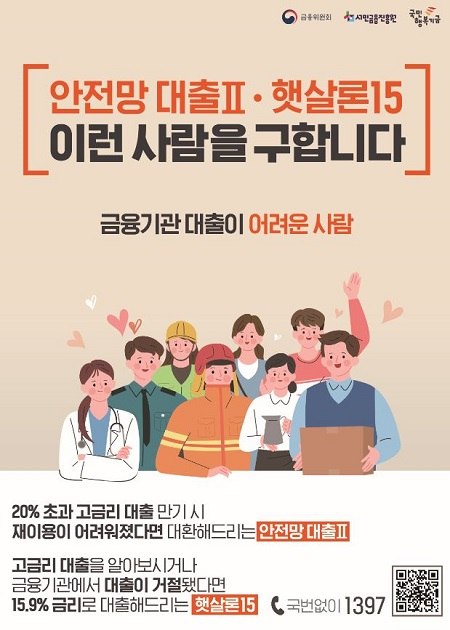 금융위원회 서민금융진흥원 국민행복기금
안전망 대출Ⅱ·햇살론15
이런 사람을 구합니다
금융기관 대출이 어려운 사람
20% 초과 고금리 대출 만기 시
재이용이 어려워졌다면 대환해드리는 안전망 대출Ⅱ
고금리 대출을 알아보시거나
금융기관에서 대출이 거절됐다면
15.9% 금리로 대출해드리는 햇살론15
국번없이 1397